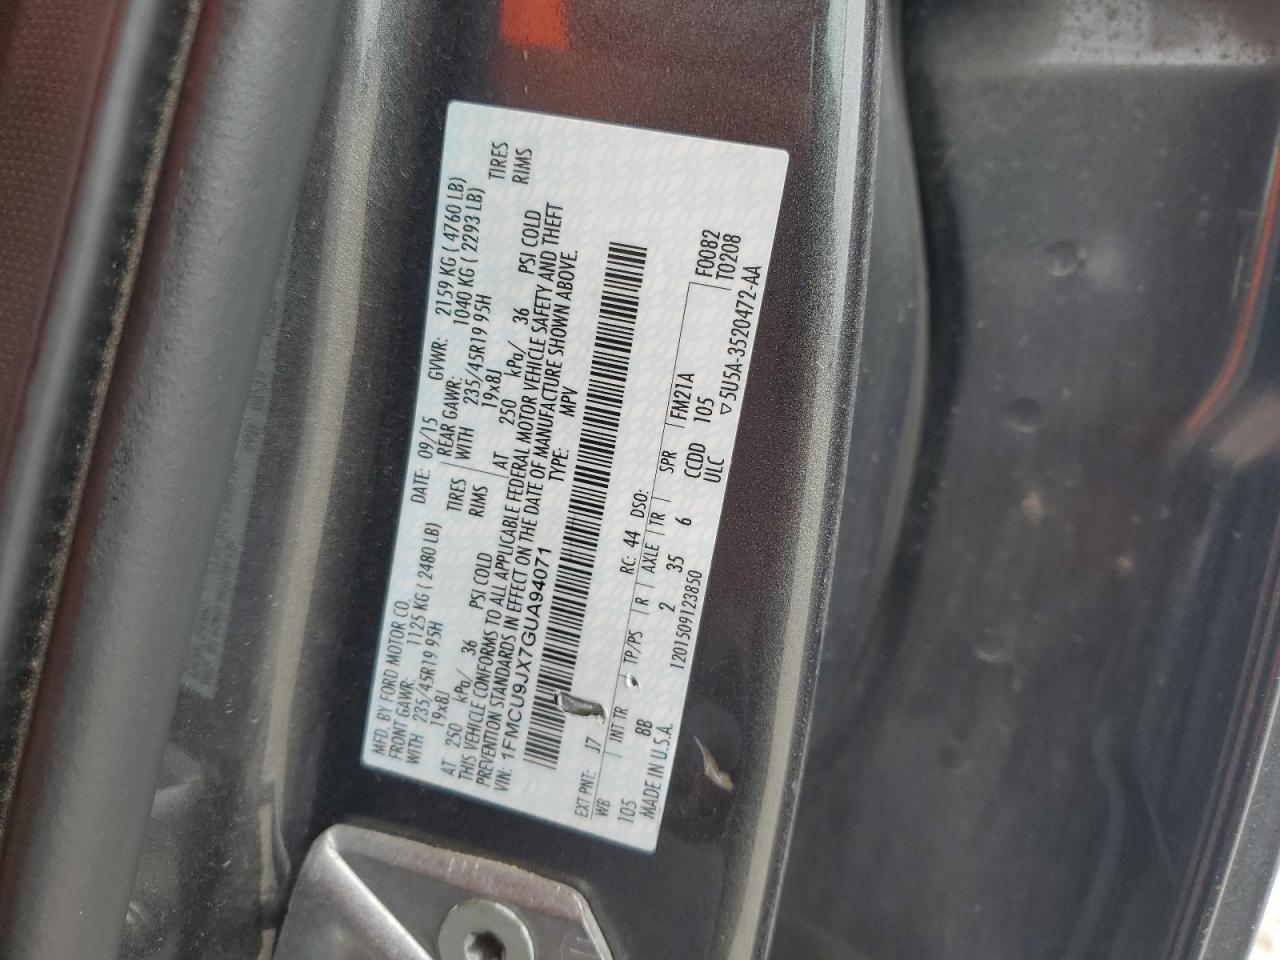 MFD. BY FORD MOTOR CO.
DATE: 09/15 GVWR: 2159 KG ( 4760 LB)
FRONT GAWR: 1125 KG ( 2480 LB) REAR GAWR: 1040 KG ( 2293 LB)
WITH 235/45R19 95H TIRES WITH 235/45R19 95H TIRES
19x8J RIMS 19x8J RIMS
AT 250 kPa/ 36 PSI COLD AT 250 kPa/ 36 PSI COLD
THIS VEHICLE CONFORMS TO ALL APPLICABLE FEDERAL MOTOR VEHICLE SAFETY AND THEFT
PREVENTION STANDARDS IN EFFECT ON THE DATE OF MANUFACTURE SHOWN ABOVE.
VIN: 1FMCU9JX7GUA94071 TYPE: MPV
EXT PNT: J7 RC: 44 DSO: F0082
WB INT TR TP/PS R AXLE TR SPR FM21A T0208
105 8B 2 35 6 CCDD 105
MADE IN U.S.A. 1201509123850 ULC ▽5U5A-3520472-AA